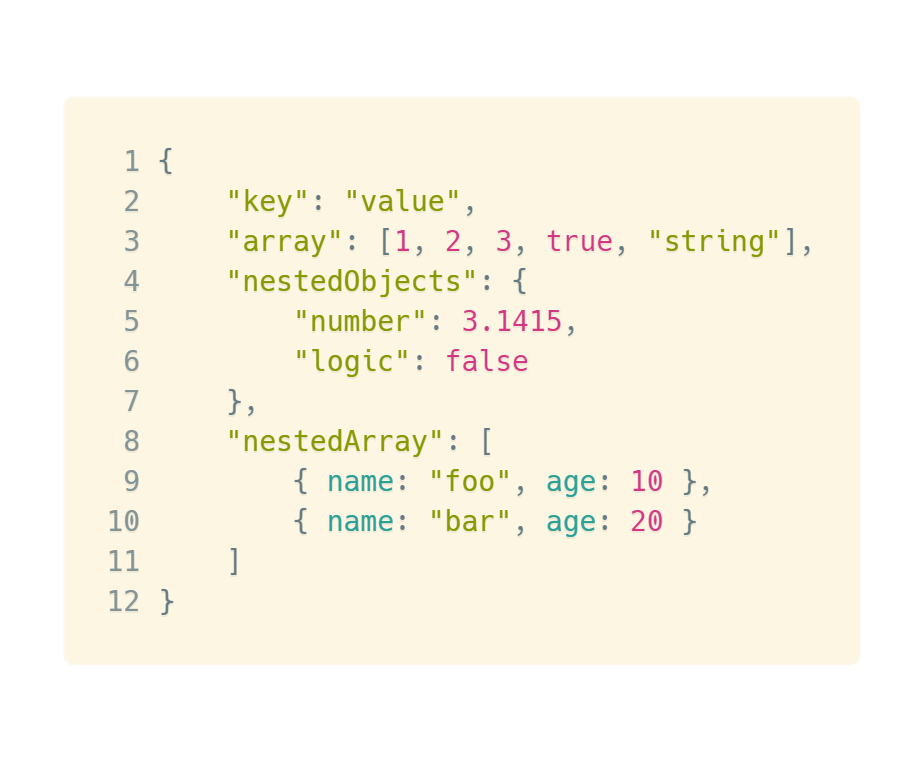 1 {
2     "key": "value",
3     "array": [1, 2, 3, true, "string"],
4     "nestedObjects": {
5         "number": 3.1415,
6         "logic": false
7     },
8     "nestedArray": [
9         { name: "foo", age: 10 },
10         { name: "bar", age: 20 }
11     ]
12 }